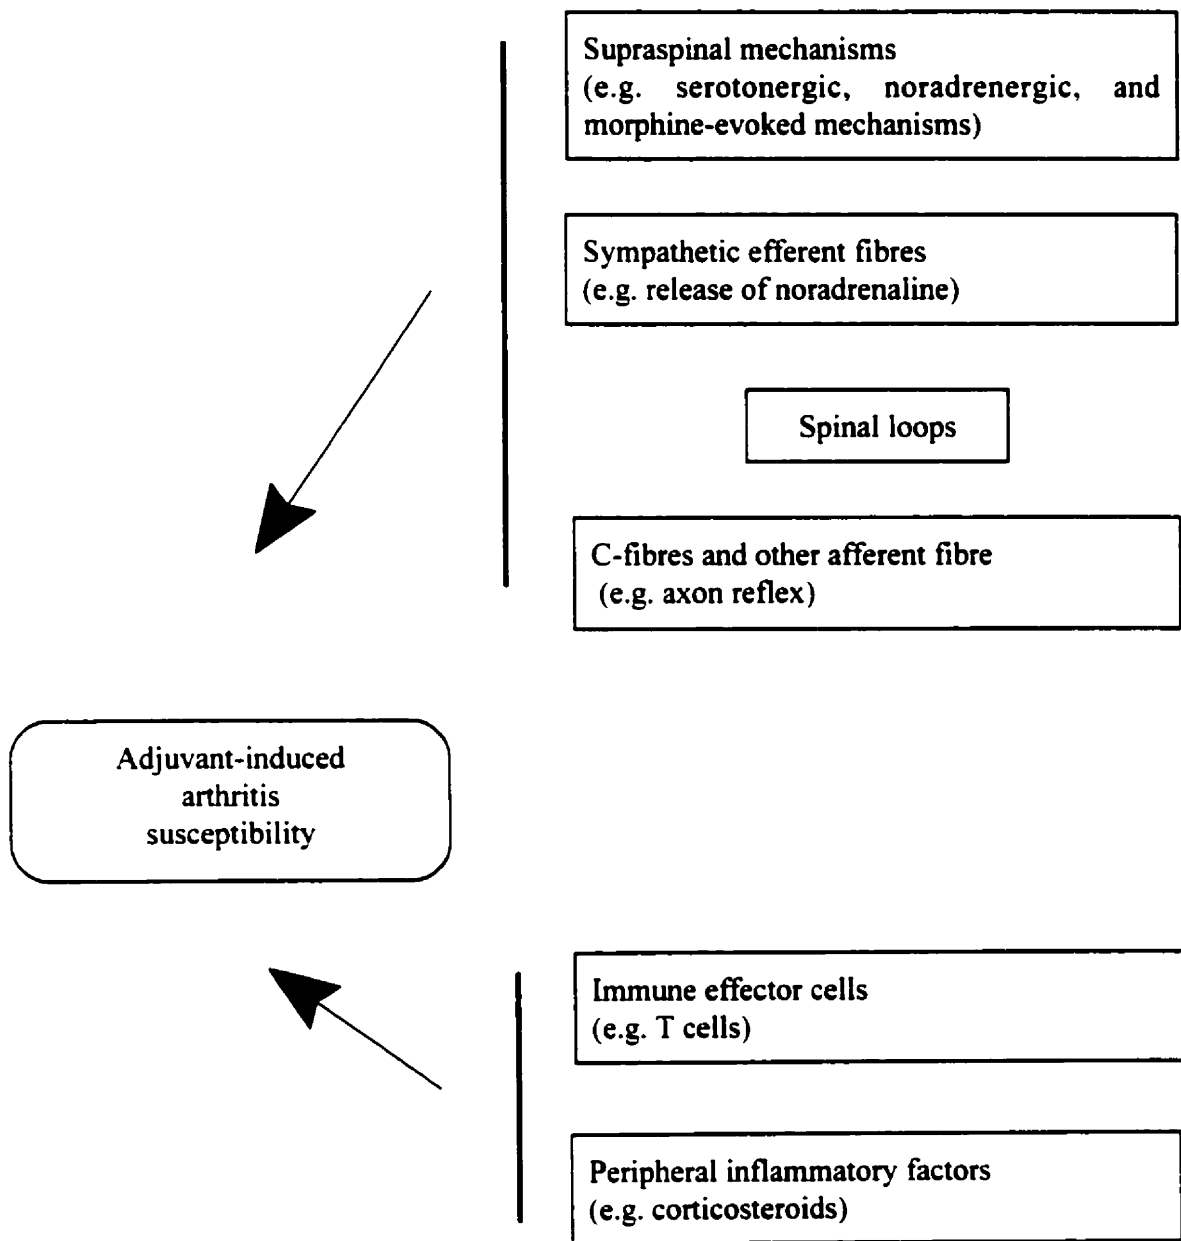 Supraspinal mechanisms
(e.g. serotonergic, noradrenergic, and
morphine-evoked mechanisms)
Sympathetic efferent fibres
(e.g. release of noradrenaline)
Spinal loops
C-fibres and other afferent fibre
(e.g. axon reflex)
Adjuvant-induced
arthritis
susceptibility
Immune effector cells
(e.g. T cells)
Peripheral inflammatory factors
(e.g. corticosteroids)